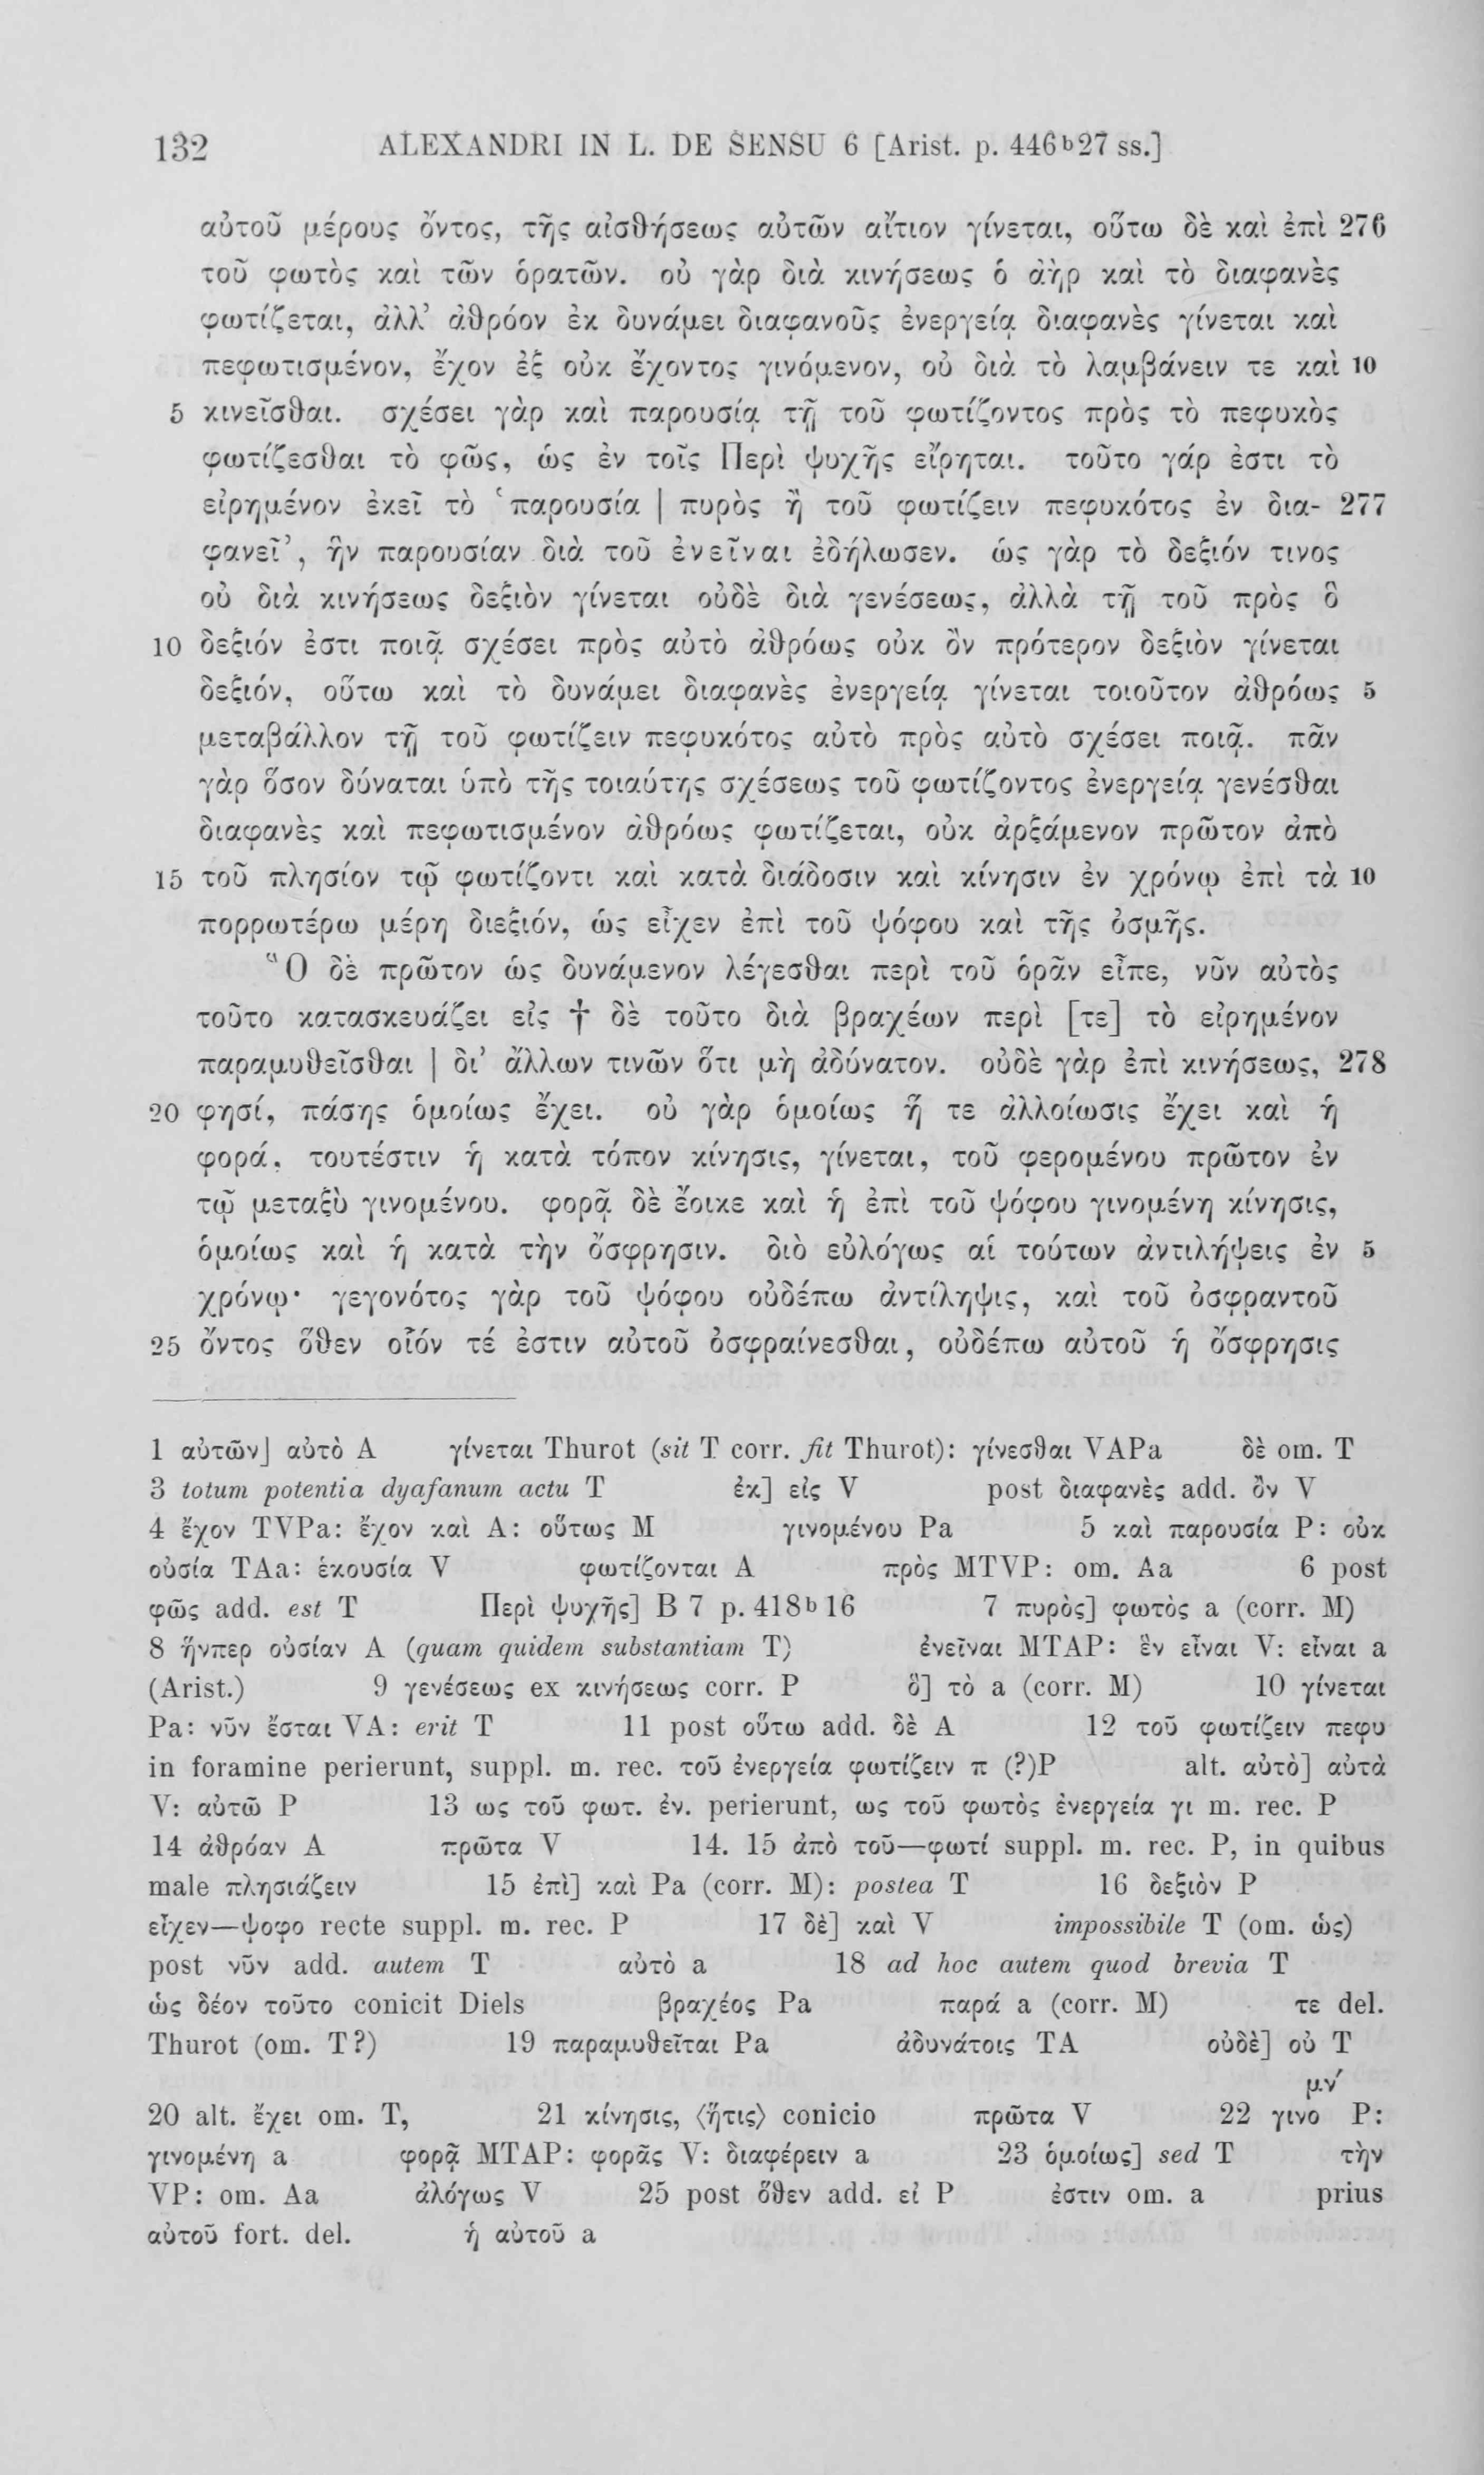 132 ALEXANDRI IN L. DE SENSU 6 [Arist. p. 446ᵇ27 ss.]
αὐτοῦ μέρους ὄντος, τῆς αἰσθήσεως αὐτῶν αἴτιον γίνεται, οὕτω δὲ καὶ ἐπὶ 276
τοῦ φωτὸς καὶ τῶν ὁρατῶν. οὐ γὰρ διὰ κινήσεως ὁ ἀὴρ καὶ τὸ διαφανὲς
φωτίζεται, ἀλλ’ ἀθρόον ἐκ δυνάμει διαφανοῦς ἐνεργείᾳ διαφανὲς γίνεται καὶ
πεφωτισμένον, ἔχον ἐξ οὐκ ἔχοντος γινόμενον, οὐ διὰ τὸ λαμβάνειν τε καὶ 10
5 κινεῖσθαι. σχέσει γὰρ καὶ παρουσίᾳ τῇ τοῦ φωτίζοντος πρὸς τὸ πεφυκὸς
φωτίζεσθαι τὸ φῶς, ὡς ἐν τοῖς Περὶ ψυχῆς εἴρηται. τοῦτο γάρ ἐστι τὸ
εἰρημένον ἐκεῖ τὸ ‘παρουσία | πυρὸς ἢ τοῦ φωτίζειν πεφυκότος ἐν δια- 277
φανεῖ’, ἣν παρουσίαν διὰ τοῦ ἐνεῖναι ἐδήλωσεν. ὡς γὰρ τὸ δεξιόν τινος
οὐ διὰ κινήσεως δεξιὸν γίνεται οὐδὲ διὰ γενέσεως, ἀλλὰ τῇ τοῦ πρὸς ὃ
10 δεξιόν ἐστι ποιᾷ σχέσει πρὸς αὐτὸ ἀθρόως οὐκ ὂν πρότερον δεξιὸν γίνεται
δεξιόν, οὕτω καὶ τὸ δυνάμει διαφανὲς ἐνεργείᾳ γίνεται τοιοῦτον ἀθρόως 5
μεταβάλλον τῇ τοῦ φωτίζειν πεφυκότος αὐτὸ πρὸς αὐτὸ σχέσει ποιᾷ. πᾶν
γὰρ ὅσον δύναται ὑπὸ τῆς τοιαύτης σχέσεως τοῦ φωτίζοντος ἐνεργείᾳ γενέσθαι
διαφανὲς καὶ πεφωτισμένον ἀθρόως φωτίζεται, οὐκ ἀρξάμενον πρῶτον ἀπὸ
15 τοῦ πλησίον τῷ φωτίζοντι καὶ κατὰ διάδοσιν καὶ κίνησιν ἐν χρόνῳ ἐπὶ τὰ 10
πορρωτέρω μέρη διεξιόν, ὡς εἶχεν ἐπὶ τοῦ ψόφου καὶ τῆς ὀσμῆς.
Ὃ δὲ πρῶτον ὡς δυνάμενον λέγεσθαι περὶ τοῦ ὁρᾶν εἶπε, νῦν αὐτὸς
τοῦτο κατασκευάζει εἰς † δὲ τοῦτο διὰ βραχέων περὶ [τε] τὸ εἰρημένον
παραμυθεῖσθαι | δι’ ἄλλων τινῶν ὅτι μὴ ἀδύνατον. οὐδὲ γὰρ ἐπὶ κινήσεως, 278
20 φησί, πάσης ὁμοίως ἔχει. οὐ γὰρ ὁμοίως ἥ τε ἀλλοίωσις ἔχει καὶ ἡ
φορά, τουτέστιν ἡ κατὰ τόπον κίνησις, γίνεται, τοῦ φερομένου πρῶτον ἐν
τῷ μεταξὺ γινομένου. φορᾷ δὲ ἔοικε καὶ ἡ ἐπὶ τοῦ ψόφου γινομένη κίνησις,
ὁμοίως καὶ ἡ κατὰ τὴν ὄσφρησιν. διὸ εὐλόγως αἱ τούτων ἀντιλήψεις ἐν 5
χρόνῳ· γεγονότος γὰρ τοῦ ψόφου οὐδέπω ἀντίληψις, καὶ τοῦ ὀσφραντοῦ
25 ὄντος ὅθεν οἷόν τέ ἐστιν αὐτοῦ ὀσφραίνεσθαι, οὐδέπω αὐτοῦ ἡ ὄσφρησις
1 αὐτῶν] αὐτὸ A γίνεται Thurot (sit T corr. fit Thurot): γίνεσθαι VAPa δὲ om. T
3 totum potentia dyafanum actu T ἐκ] εἰς V post διαφανὲς add. ὂν V
4 ἔχον TVPa: ἔχον καὶ A: οὕτως M γινομένου Pa 5 καὶ παρουσία P: οὐκ
οὐσία TAa: ἑκουσία V φωτίζονται A πρὸς MTVP: om. Aa 6 post
φῶς add. est T Περὶ ψυχῆς] B 7 p. 418ᵇ16 7 πυρὸς] φωτὸς a (corr. M)
8 ἥνπερ οὐσίαν A (quam quidem substantiam T) ἐνεῖναι MTAP: ἓν εἶναι V: εἶναι a
(Arist.) 9 γενέσεως ex κινήσεως corr. P ὃ] τὸ a (corr. M) 10 γίνεται
Pa: νῦν ἔσται VA: erit T 11 post οὕτω add. δὲ A 12 τοῦ φωτίζειν πεφυ
in foramine perierunt, suppl. m. rec. τοῦ ἐνεργεία φωτίζειν π (?)P alt. αὐτὸ] αὐτὰ
V: αὐτῶ P 13 ως τοῦ φωτ. ἐν. perierunt, ως τοῦ φωτὸς ἐνεργεία γι m. rec. P
14 ἀθρόαν A πρῶτα V 14. 15 ἀπὸ τοῦ—φωτί suppl. m. rec. P, in quibus
male πλησιάζειν 15 ἐπὶ] καὶ Pa (corr. M): postea T 16 δεξιὸν P
εἶχεν—ψοφο recte suppl. m. rec. P 17 δὲ] καὶ V impossibile T (om. ὡς)
post νῦν add. autem T αὐτὸ a 18 ad hoc autem quod brevia T
ὡς δέον τοῦτο conicit Diels βραχέος Pa παρά a (corr. M) τε del.
Thurot (om. T?) 19 παραμυθεῖται Pa ἀδυνάτοις TA οὐδὲ] οὐ T
20 alt. ἔχει om. T, 21 κίνησις, ⟨ἥτις⟩ conicio πρῶτα V 22 γινομν´ P:
γινομένη a φορᾷ MTAP: φορᾶς V: διαφέρειν a 23 ὁμοίως] sed T τὴν
VP: om. Aa ἀλόγως V 25 post ὅθεν add. εἰ P ἐστιν om. a prius
αὐτοῦ fort. del. ἡ αὐτοῦ a